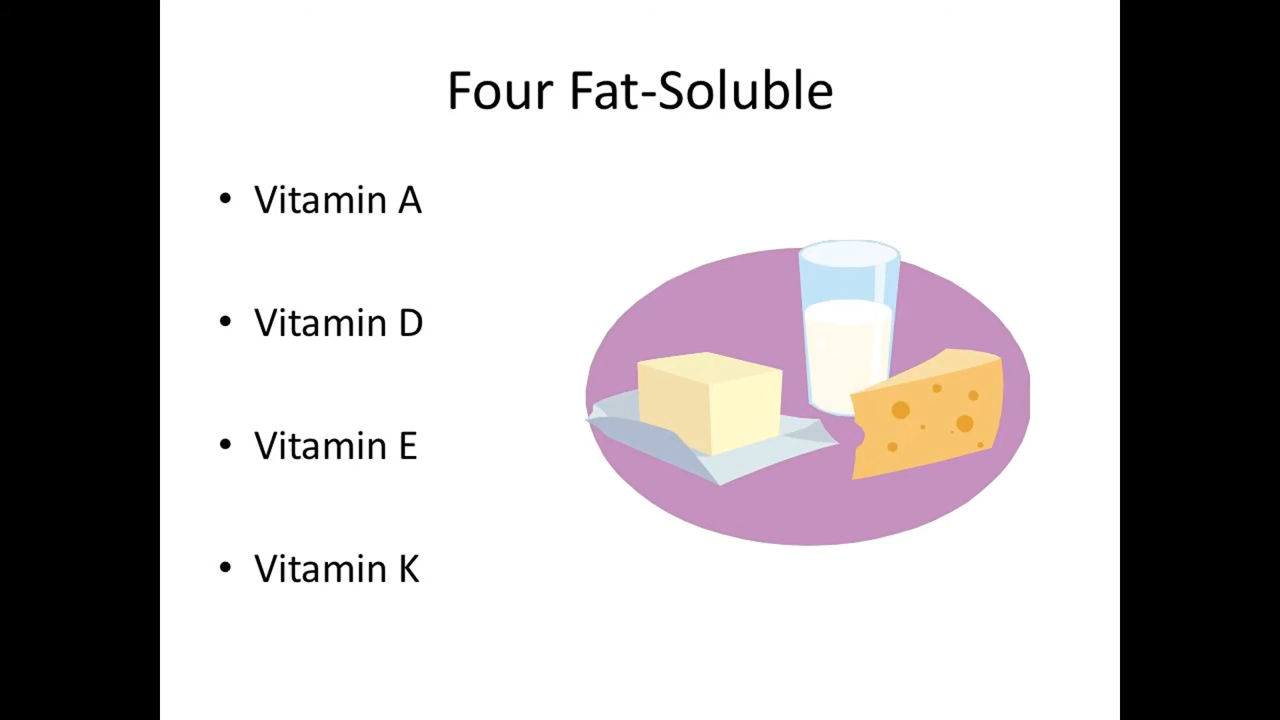 Four Fat-Soluble
• Vitamin A
• Vitamin D
• Vitamin E
• Vitamin K